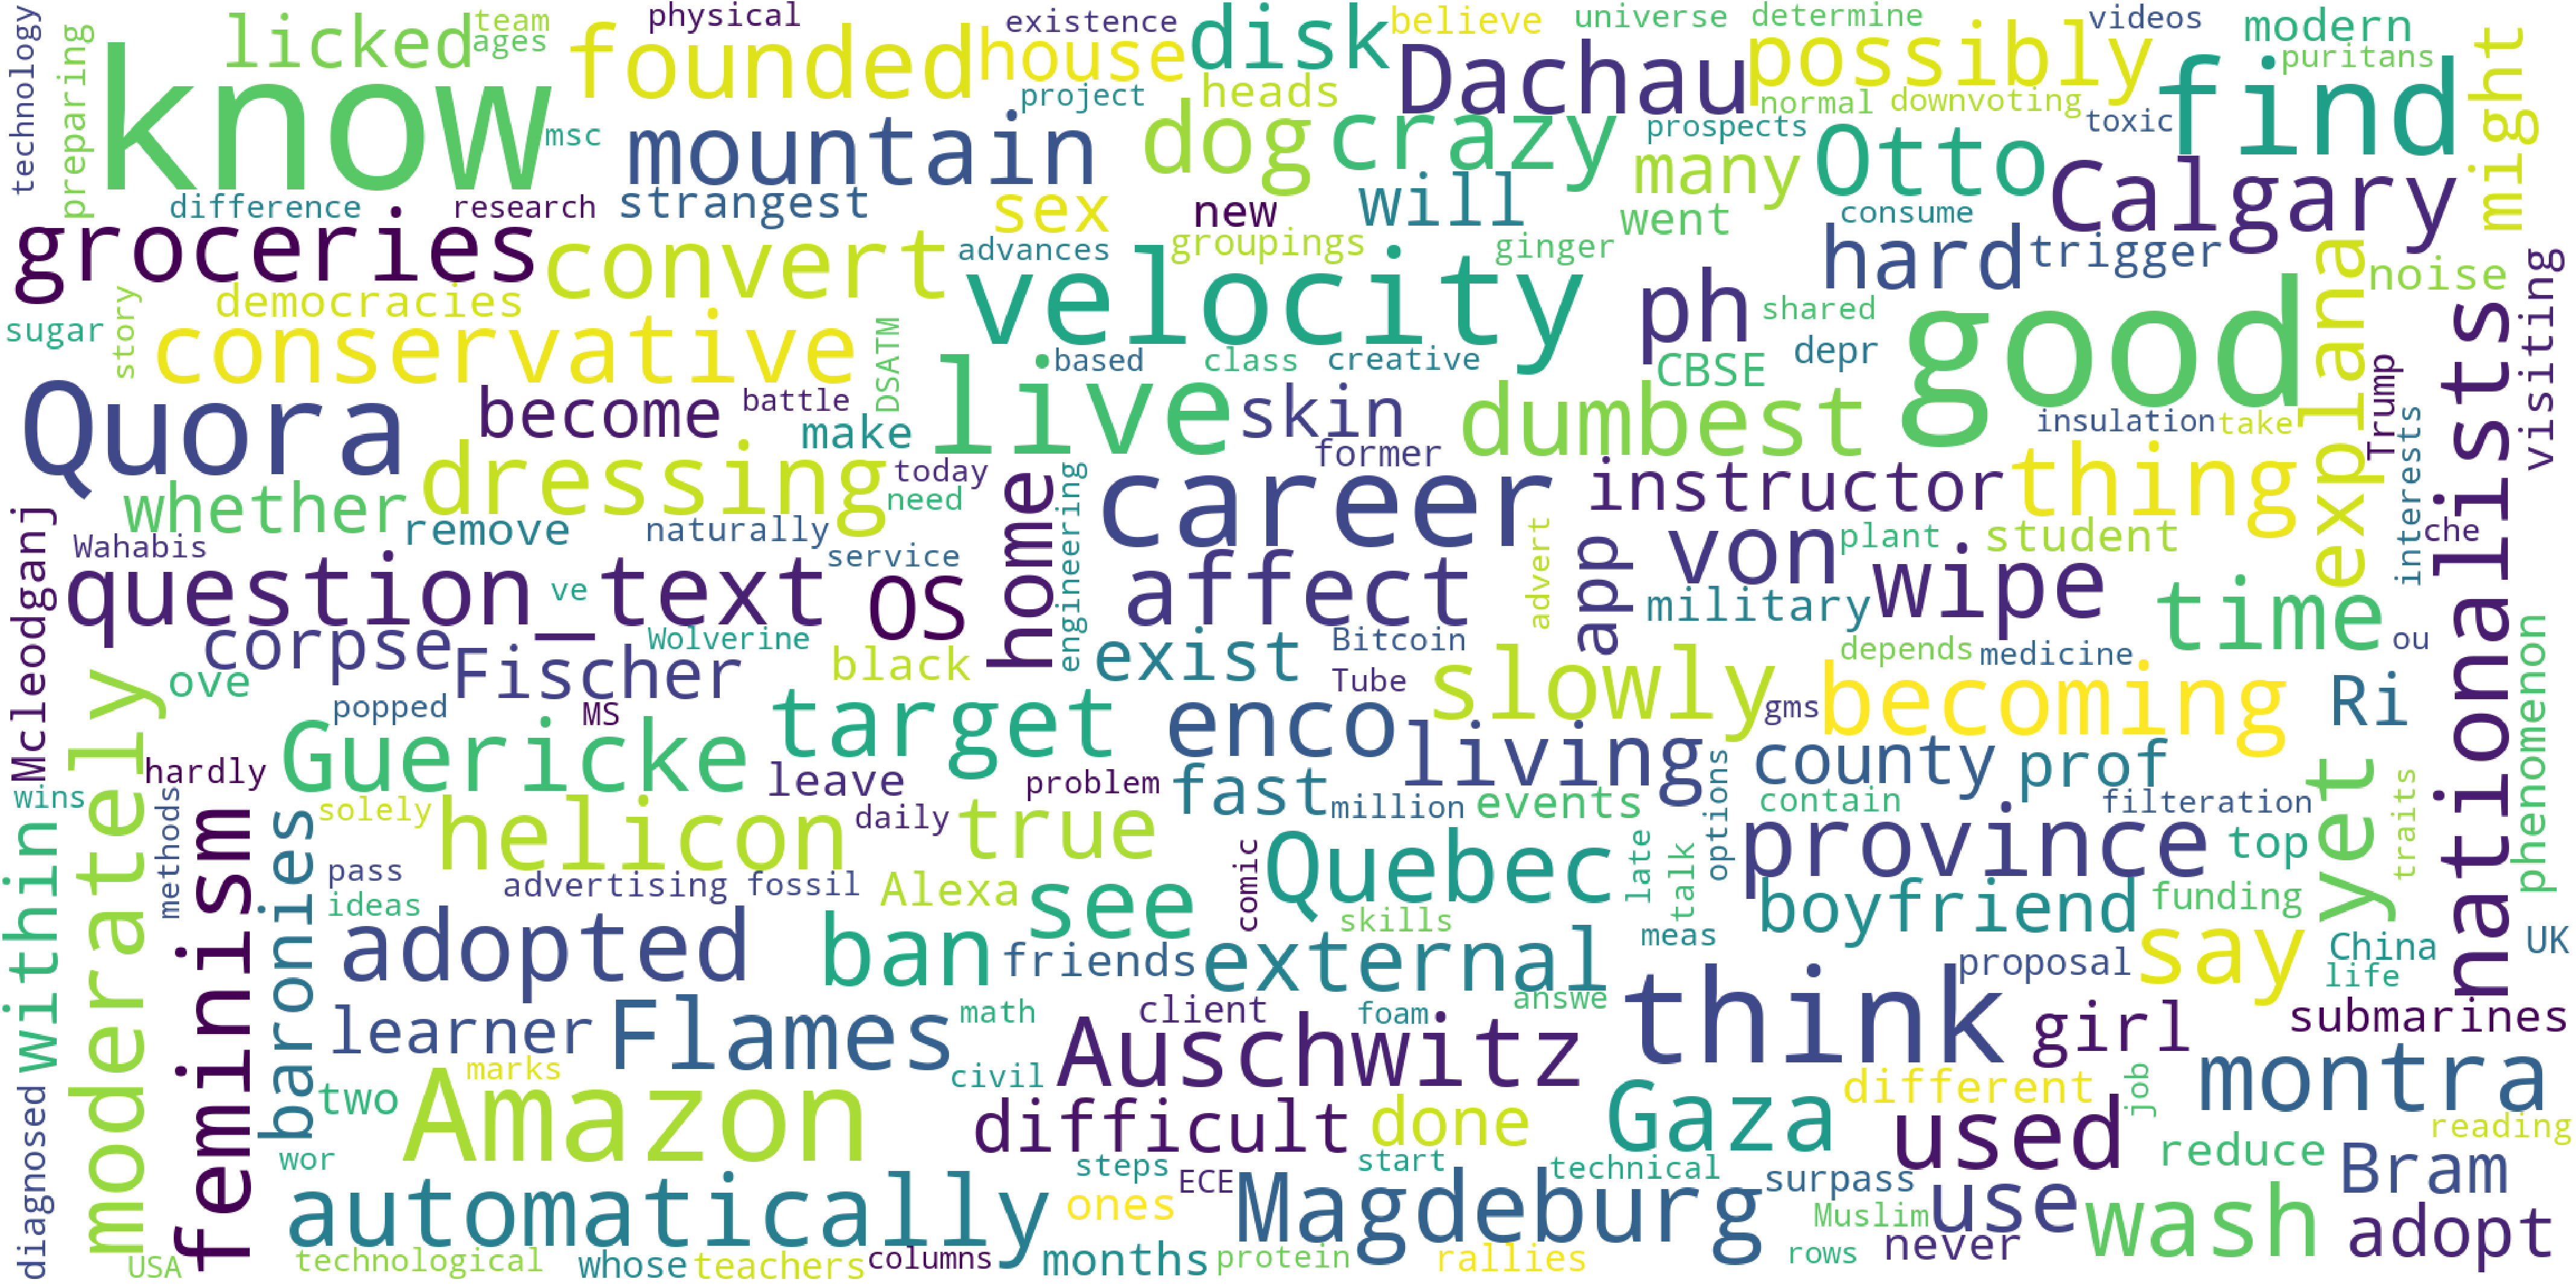 technology
preparing
licked
team
ages
know
msc
founded
physical
house
existence
disk
believe
universe
determine
videos
modern
puritans
might
mountain
project
heads
dog
crazy
Dachau
possibly
normal
downvoting
toxic
find
prospects
many
Otto
Calgary
difference
research
strangest
sex
new
will
went
consume
groceries
convert
advances
groupings
ginger
hard
trigger
noise
visiting
democracies
velocity
ph
shared
good
explana
sugar
story
conservative
DSATM
based
class
creative
CBSE
depr
Trump
nationalists
Quora
become
battle
make
live
skin
dumbest
insulation
take
interests
dressing
today
need
former
career
instructor
thing
whether
remove
naturally
service
home
engineering
advert
app
von
plant
student
che
Wahabis
question_text
ve
OS
affect
military
wipe
time
ou
Mcleodganj
corpse
Fischer
Wolverine
black
exist
Bitcoin
Tube
slowly
depends
medicine
phenomenon
moderately
ove
popped
MS
target
enco
gms
becoming
Ri
hardly
Guericke
leave
problem
fast
living
options
county
prof
wins
methods
solely
helicon
daily
true
million
events
contain
filteration
yet
traits
within
feminism
baronies
pass
ideas
advertising
fossil
Alexa
see
comic
Quebec
late
talk
province
top
adopted
ban
friends
skills
external
meas
boyfriend
funding
say
China
life
UK
learner
Flames
math
client
foam
answe
think
proposal
girl
submarines
diagnosed
two
marks
Amazon
civil
Auschwitz
Gaza
different
job
montra
wor
difficult
done
used
reduce
reading
USA
automatically
steps
ones
ECE
start
technical
Magdeburg
surpass
Muslim
use
wash
Bram
technological
whose
teachers
columns
months
protein
rallies
rows
never
adopt